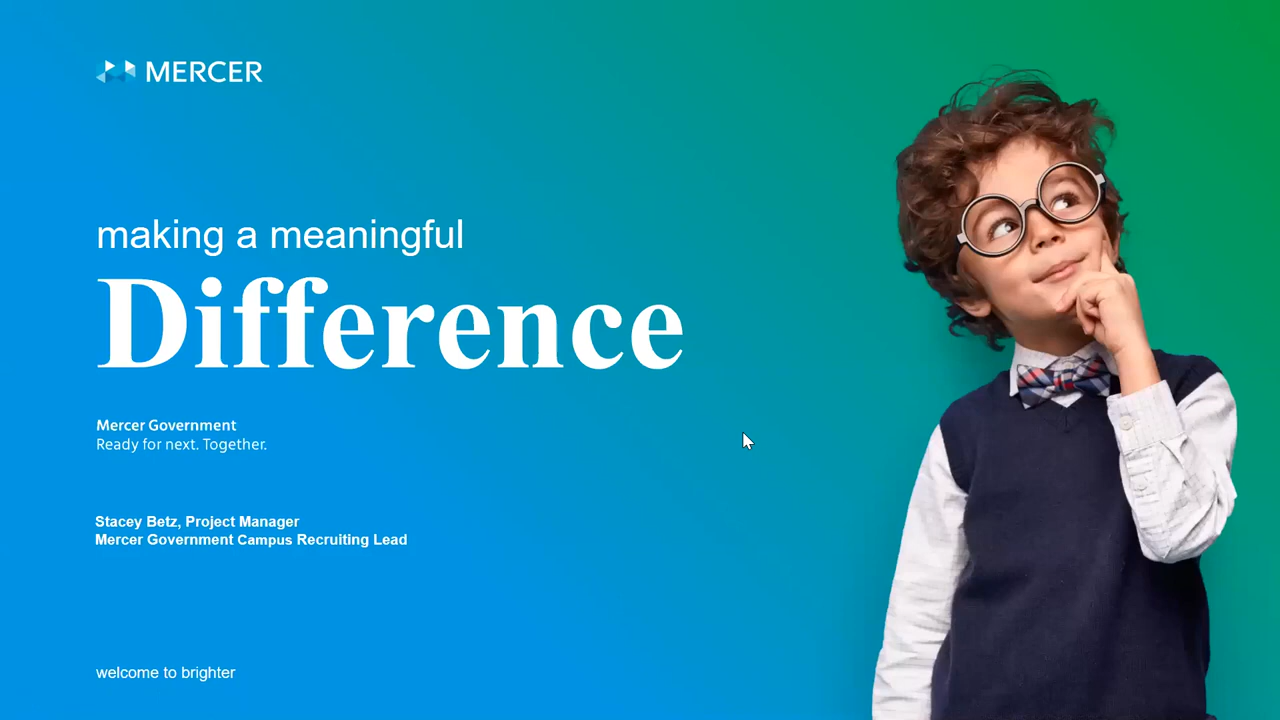 MERCER
making a meaningful
Difference
Mercer Government
Ready for next. Together.
Stacey Betz, Project Manager
Mercer Government Campus Recruiting Lead
welcome to brighter